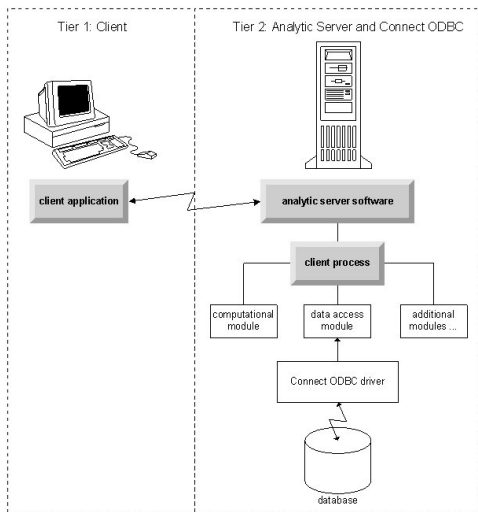 Tier 1: Client
Tier 2: Analytic Server and Connect ODBC
client application
analytic server software
client process
computational
module
data access
module
additional
modules ...
Connect ODBC driver
database